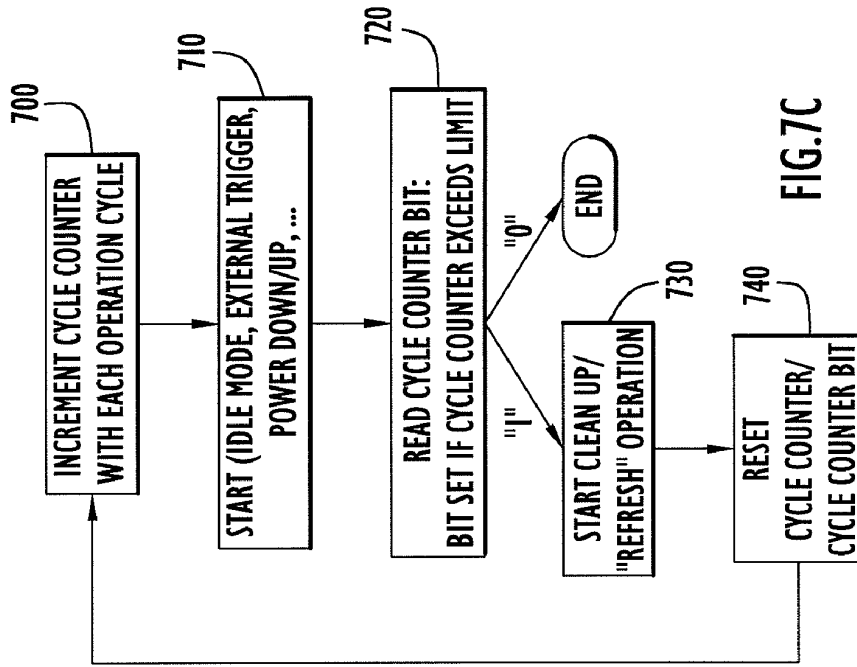 700
INCREMENT CYCLE COUNTER
WITH EACH OPERATION CYCLE
710
START (IDLE MODE, EXTERNAL TRIGGER,
POWER DOWN/UP, ...
720
READ CYCLE COUNTER BIT:
BIT SET IF CYCLE COUNTER EXCEEDS LIMIT
"1"
"0"
END
730
START CLEAN UP/
"REFRESH" OPERATION
740
RESET
CYCLE COUNTER/
CYCLE COUNTER BIT
FIG.7C